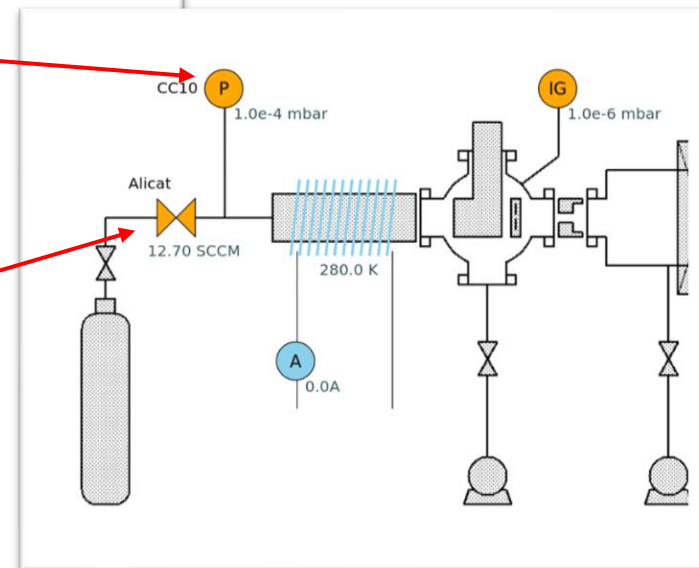 CC10
P
1.0e-4 mbar
IG
1.0e-6 mbar
Alicat
12.70 SCCM
280.0 K
A
0.0A